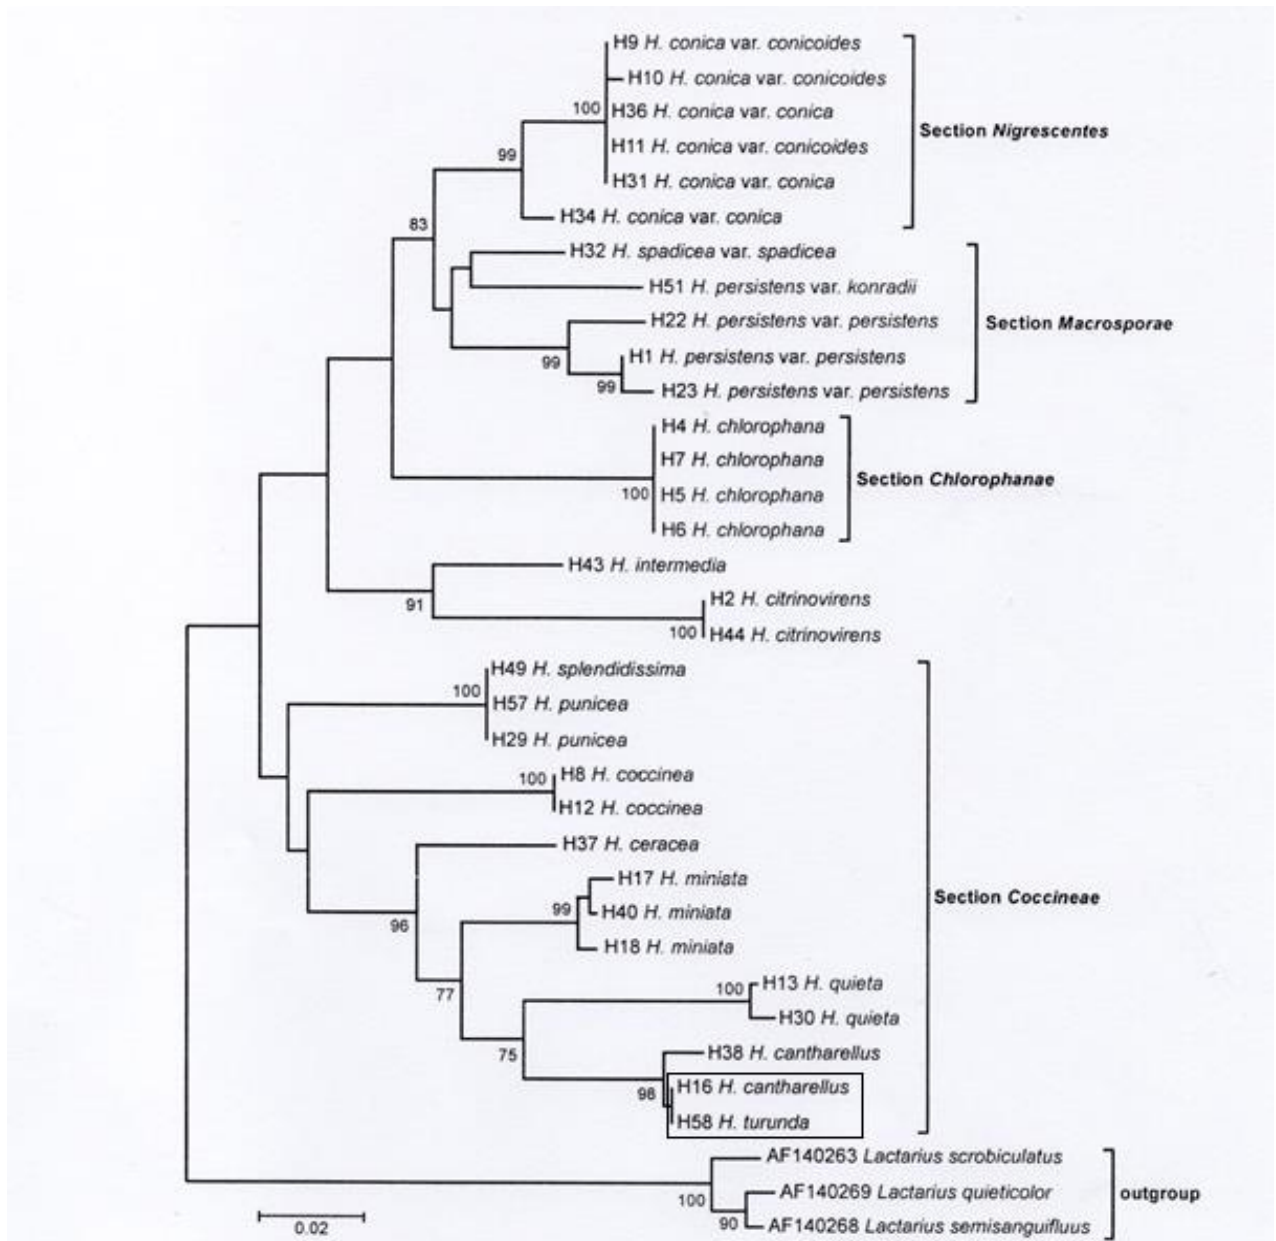 H9 H. conica var. conicoides
H10 H. conica var. conicoides
100
H36 H. conica var. conica
Section Nigrescentes
H11 H. conica var. conicoides
99
H31 H. conica var. conica
H34 H. conica var. conica
83
H32 H. spadicea var. spadicea
H51 H. persistens var. konradii
H22 H. persistens var. persistens
Section Macrosporae
H1 H. persistens var. persistens
99
99
H23 H. persistens var. persistens
H4 H. chlorophana
H7 H. chlorophana
Section Chlorophanae
100
H5 H. chlorophana
H6 H. chlorophana
H43 H. intermedia
91
H2 H. citrinovirens
100
H44 H. citrinovirens
H49 H. splendidissima
100
H57 H. punicea
H29 H. punicea
100
H8 H. coccinea
H12 H. coccinea
H37 H. ceracea
H17 H. miniata
Section Coccineae
99
H40 H. miniata
96
H18 H. miniata
77
100
H13 H. quieta
H30 H. quieta
75
H38 H. cantharellus
98
H16 H. cantharellus
H58 H. turunda
AF140263 Lactarius scrobiculatus
100
AF140269 Lactarius quieticolor
outgroup
90
AF140268 Lactarius semisanguifluus
0.02